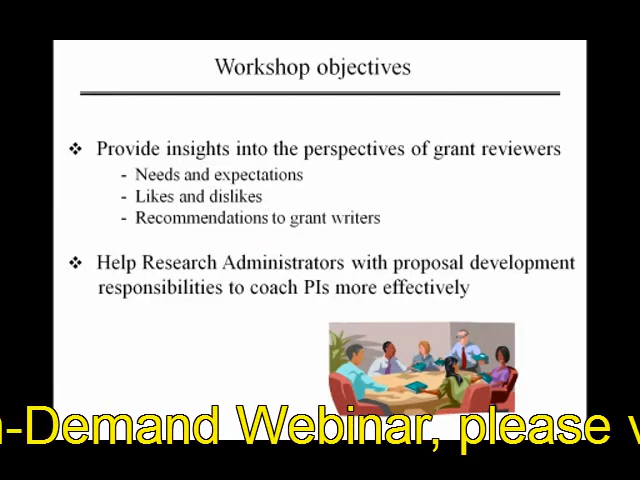 Workshop objectives
❖ Provide insights into the perspectives of grant reviewers
- Needs and expectations
- Likes and dislikes
- Recommendations to grant writers
❖ Help Research Administrators with proposal development
responsibilities to coach PIs more effectively
-Demand Webinar, please